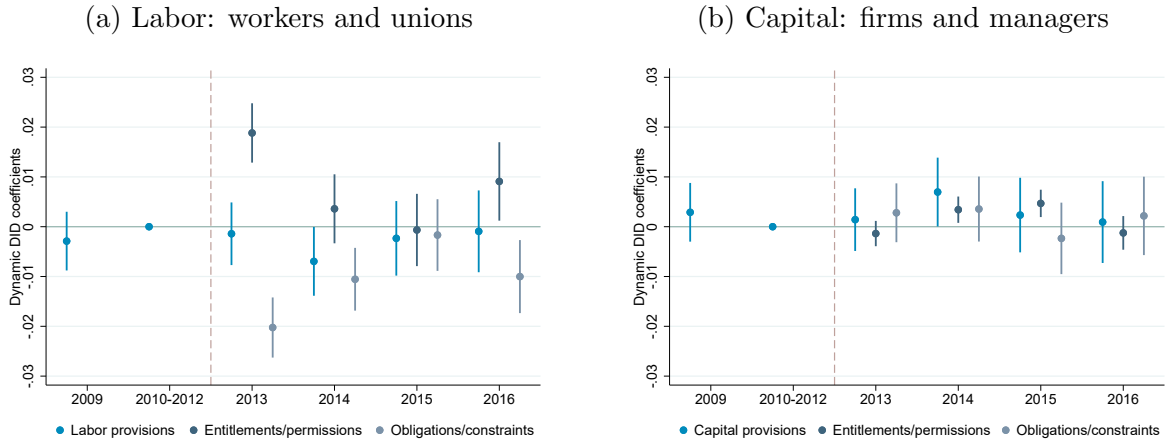 (a) Labor: workers and unions
Dynamic DID coefficients
.03
.02
.01
0
-.01
-.02
-.03
2009 2010-2012 2013 2014 2015 2016
Labor provisions Entitlements/permissions Obligations/constraints
(b) Capital: firms and managers
Dynamic DID coefficients
.03
.02
.01
0
-.01
-.02
-.03
2009 2010-2012 2013 2014 2015 2016
Capital provisions Entitlements/permissions Obligations/constraints